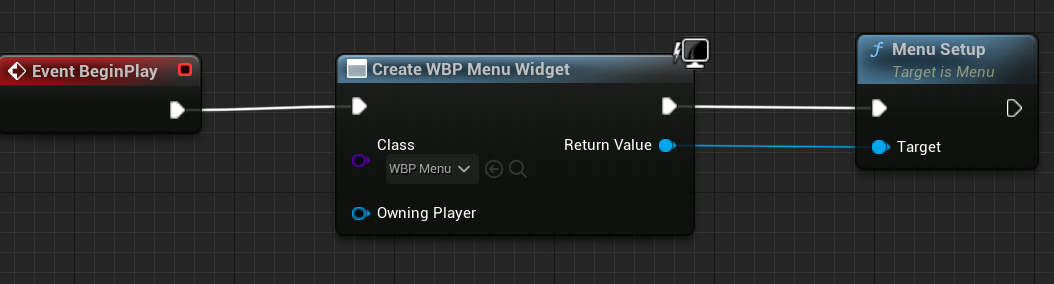 Event BeginPlay
Create WBP Menu Widget
Class
WBP Menu
Return Value
Owning Player
f Menu Setup
Target is Menu
Target